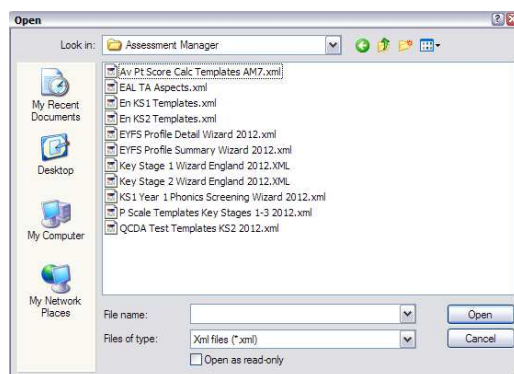 Open
Look in:
Assessment Manager
My Recent
Documents
Desktop
My Computer
My Network
Places
Av Pt Score Calc Templates AM7.xml
EAL TA Aspects.xml
En KS1 Templates.xml
En KS2 Templates.xml
EYFS Profile Detail Wizard 2012.xml
EYFS Profile Summary Wizard 2012.xml
Key Stage 1 Wizard England 2012.XML
Key Stage 2 Wizard England 2012.XML
KS1 Year 1 Phonics Screening Wizard 2012.xml
P Scale Templates Key Stages 1-3 2012.xml
QCDA Test Templates KS2 2012.xml
File name:
Open
Files of type:
Xml files (*.xml)
Cancel
Open as read-only